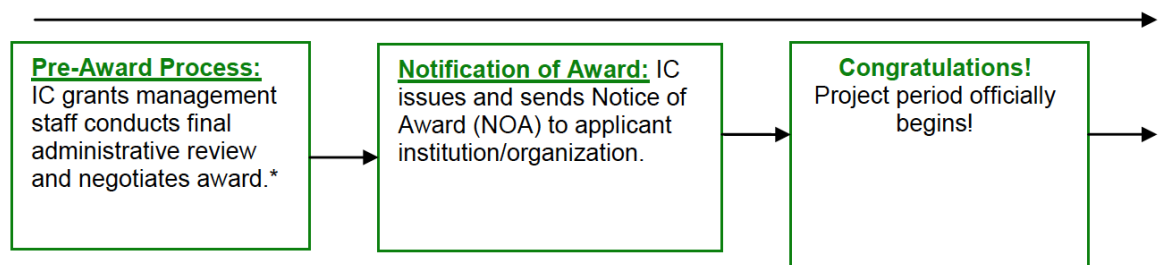 Pre-Award Process:
IC grants management
staff conducts final
administrative review
and negotiates award.*
Notification of Award: IC
issues and sends Notice of
Award (NOA) to applicant
institution/organization.
Congratulations!
Project period officially
begins!